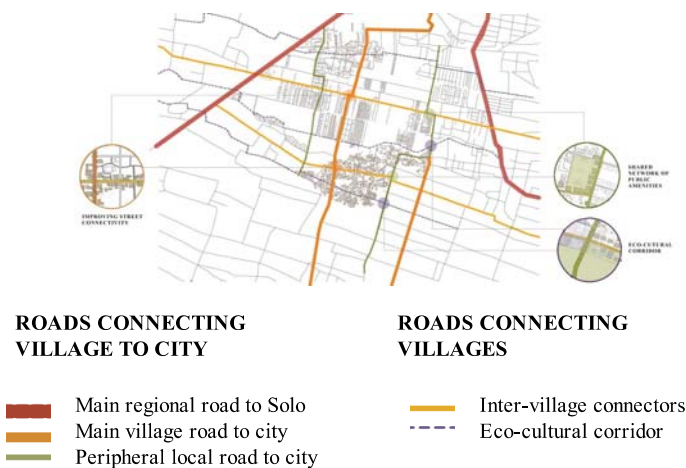 SHARED
NETWORK OF
PUBLIC
AMENITIES
IMPROVING STREET
CONNECTIVITY
ECO-CUTURAL
CORRIDOR
ROADS CONNECTING
VILLAGE TO CITY
Main regional road to Solo
Main village road to city
Peripheral local road to city
ROADS CONNECTING
VILLAGES
Inter-village connectors
Eco-cultural corridor